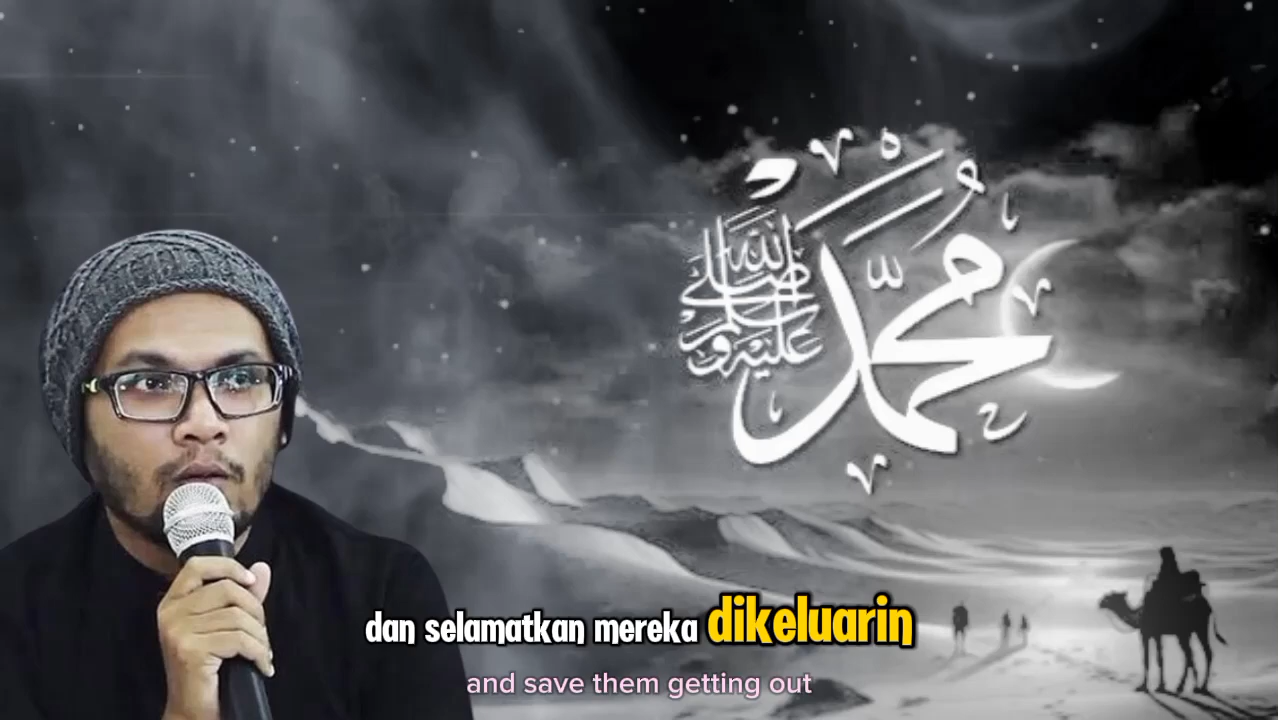 محمد
صلى الله عليه وسلم
dan selamatkan mereka dikeluarin
and save them getting out